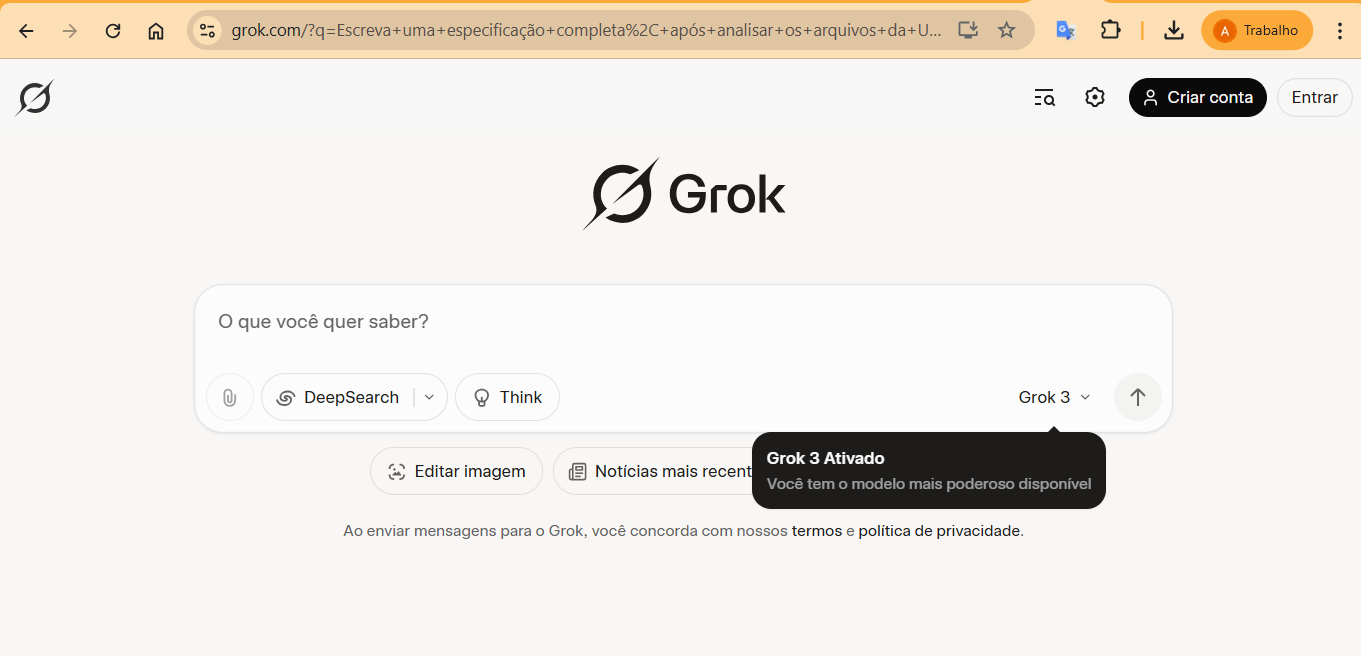 grok.com/?q=Escreva+uma+especificação+completa%2C+após+analisar+os+arquivos+da+U...
A
Trabalho
Criar conta
Entrar
Grok
O que você quer saber?
DeepSearch
Think
Grok 3
Grok 3 Ativado
Você tem o modelo mais poderoso disponível
Editar imagem
Notícias mais recent
Ao enviar mensagens para o Grok, você concorda com nossos termos e política de privacidade.